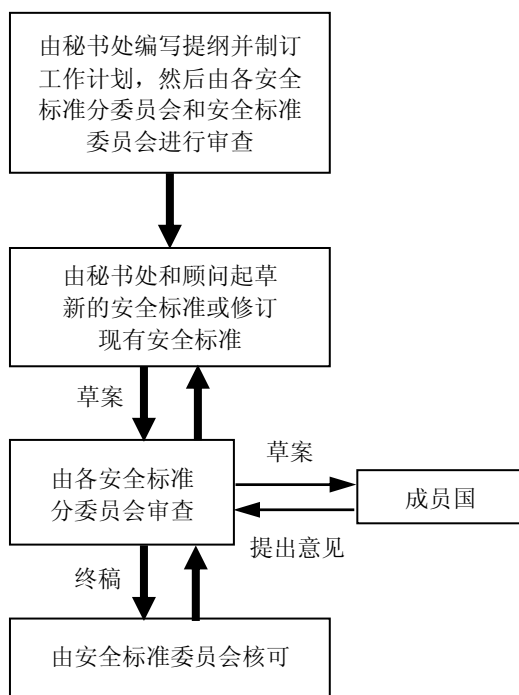 由秘书处编写提纲并制订
工作计划，然后由各安全
标准分委员会和安全标准
委员会进行审查
由秘书处和顾问起草
新的安全标准或修订
现有安全标准
草案
由各安全标准
分委员会审查
草案
成员国
提出意见
终稿
由安全标准委员会核可